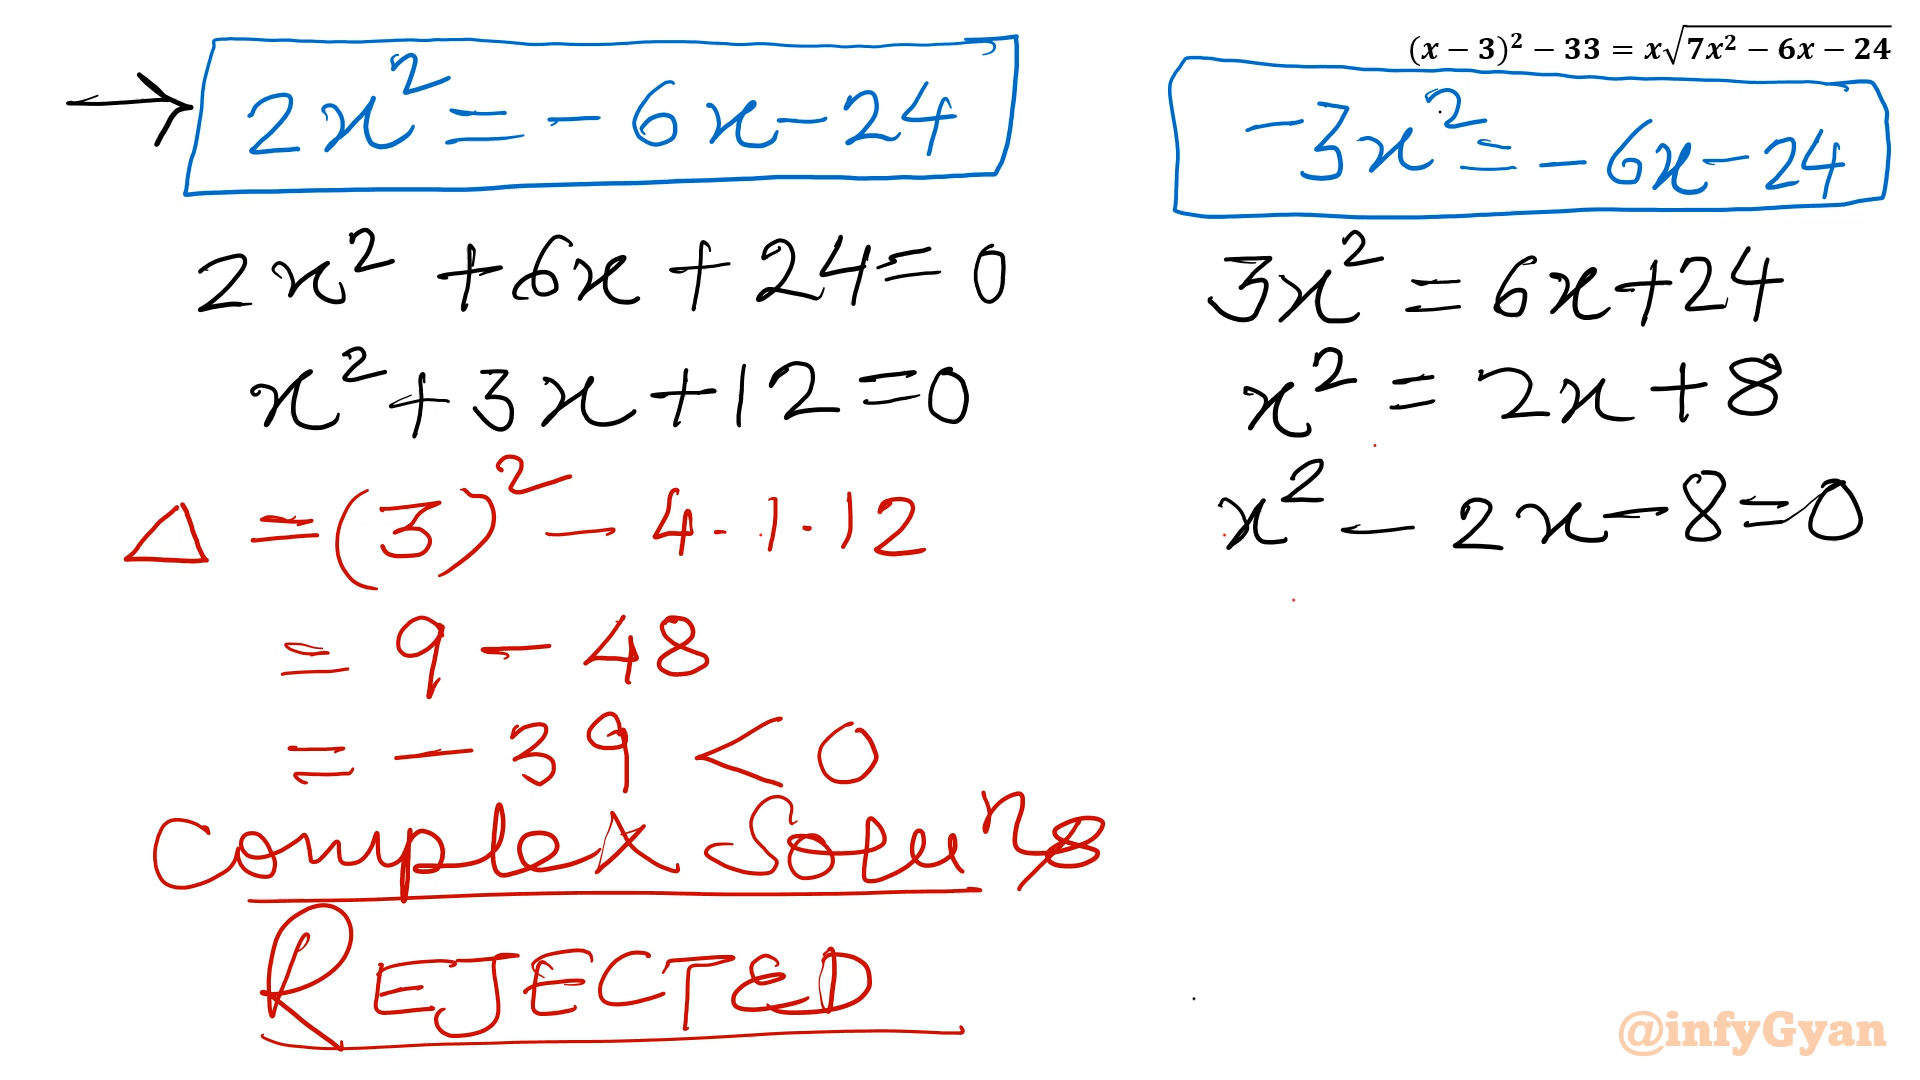 (x − 3)² − 33 = x√(7x² − 6x − 24)
→ 2x² = − 6x − 24
2x² + 6x + 24 = 0
x² + 3x + 12 = 0
Δ = (3)² − 4 · 1 · 12
= 9 − 48
= − 39 < 0
Complex Soluⁿs
REJECTED
−3x² = − 6x − 24
3x² = 6x + 24
x² = 2x + 8
x² − 2x − 8 = 0
@infyGyan